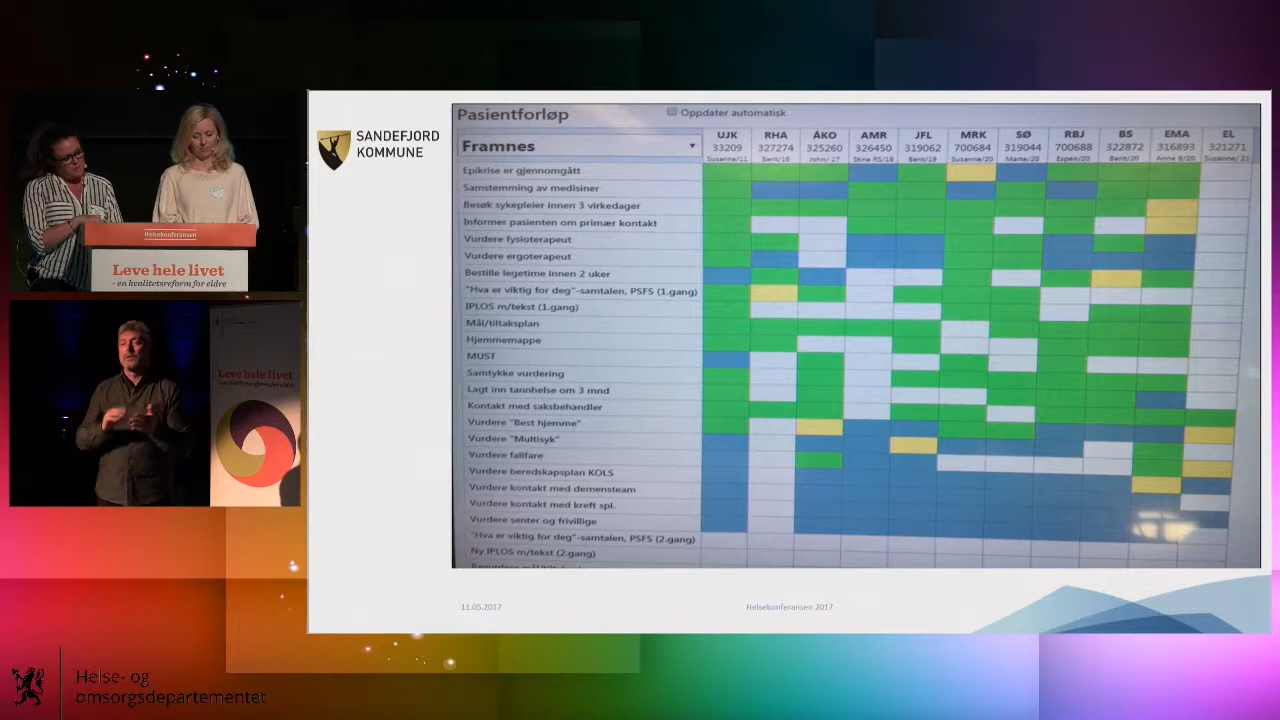 SANDEFJORD
KOMMUNE
Pasientforløp
Oppdater automatisk
Framnes
UJK RHA ÅKO AMR JFL MRK SØ RBJ BS EMA EL
33209 327274 325260 326450 319062 700684 319044 700688 322872 316893 321271
Susanne/11 Berit/16 John/ 17 Stine RS/18 Berit/19 Susanne/20 Marte/20 Espen/20 Berit/20 Anne B/20 Susanne/ 21
Epikrise er gjennomgått
Samstemming av medisiner
Besøk sykepleier innen 3 virkedager
Informer pasienten om primær kontakt
Vurdere fysioterapeut
Vurdere ergoterapeut
Bestille legetime innen 2 uker
"Hva er viktig for deg"-samtalen, PSFS (1.gang)
IPLOS m/tekst (1.gang)
Mål/tiltaksplan
Hjemmemappe
MUST
Samtykke vurdering
Lagt inn tannhelse om 3 mnd
Kontakt med saksbehandler
Vurdere "Best hjemme"
Vurdere "Multisyk"
Vurdere fallfare
Vurdere beredskapsplan KOLS
Vurdere kontakt med demensteam
Vurdere kontakt med kreft spl.
Vurdere senter og frivillige
"Hva er viktig for deg"-samtalen, PSFS (2.gang)
Ny IPLOS m/tekst (2.gang)
11.05.2017
Helsekonferansen 2017
Helsekonferansen
Leve hele livet
- en kvalitetsreform for eldre
Leve hele livet
- en kvalitetsreform for eldre
Helse- og
omsorgsdepartementet